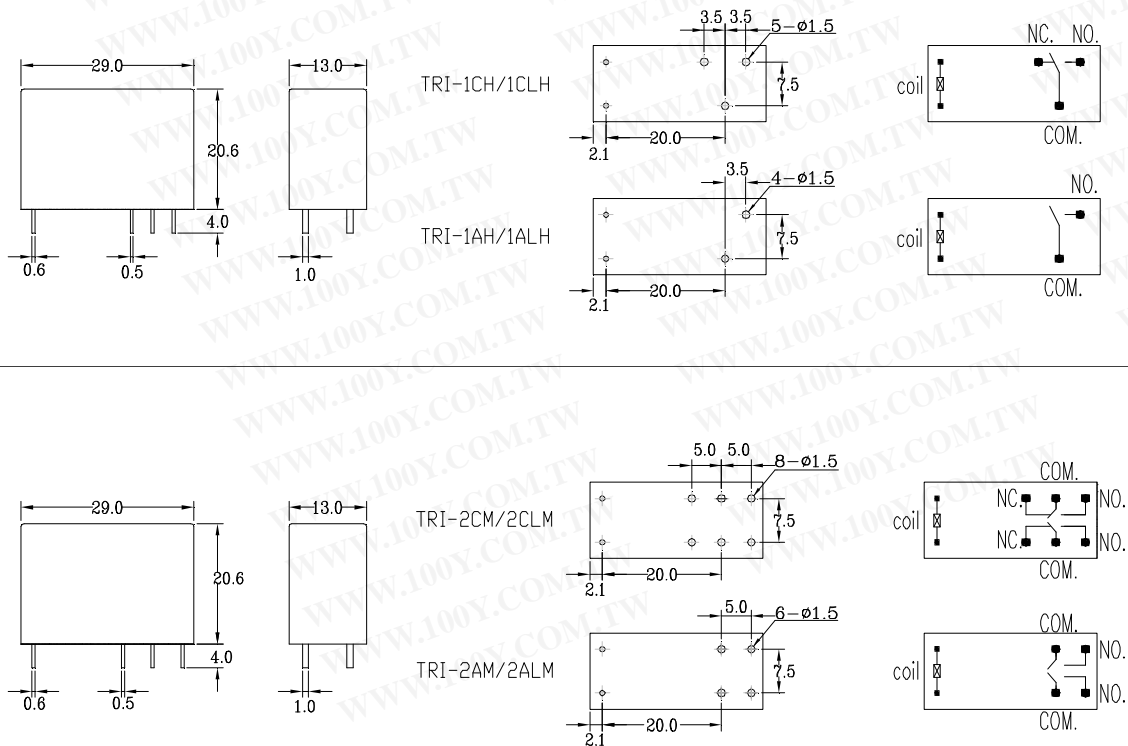 29.0
13.0
20.6
4.0
0.6
0.5
1.0
TRI-1CH/1CLH
3.5 3.5
5-ø1.5
7.5
20.0
2.1
NC. NO.
coil
COM.
TRI-1AH/1ALH
3.5
4-ø1.5
7.5
20.0
2.1
NO.
coil
COM.
29.0
13.0
20.6
4.0
0.6
0.5
1.0
TRI-2CM/2CLM
5.0 5.0
8-ø1.5
7.5
20.0
2.1
COM.
NC. NO.
coil
NC. NO.
COM.
TRI-2AM/2ALM
5.0
6-ø1.5
7.5
20.0
2.1
COM.
NO.
coil
NO.
COM.
WWW.100Y.COM.TW